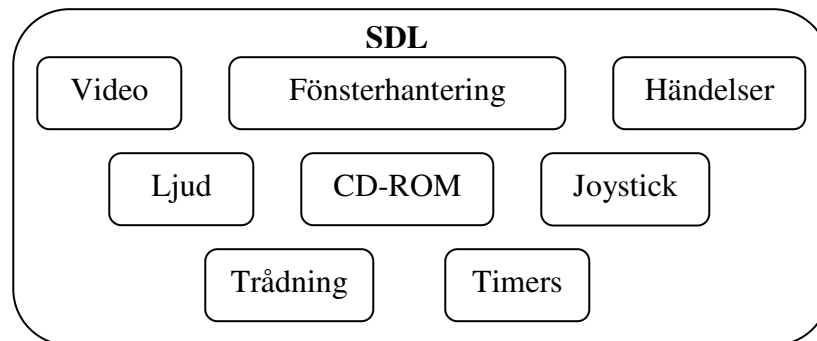 SDL
Video Fönsterhantering Händelser
Ljud CD-ROM Joystick
Trådning Timers